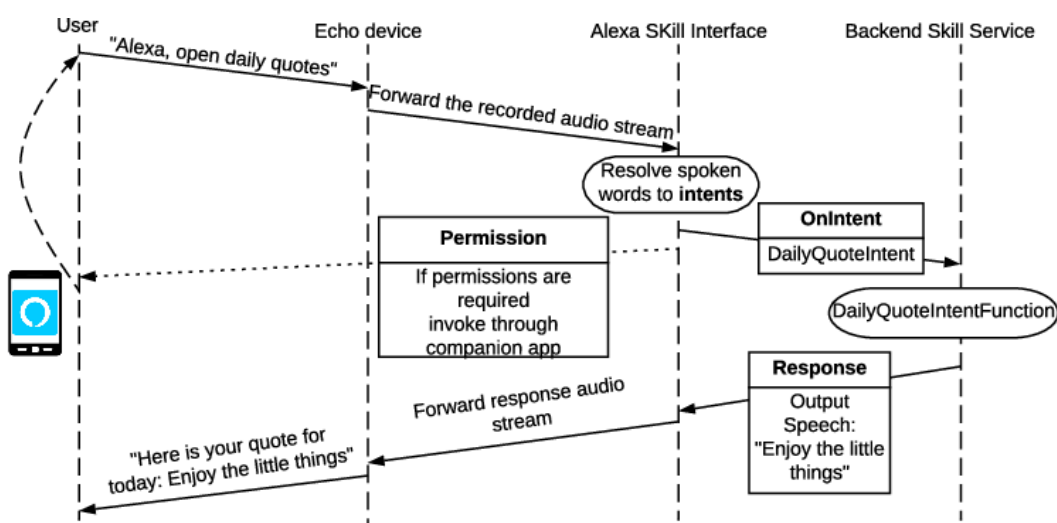 User
Echo device
Alexa SKill Interface
Backend Skill Service
"Alexa, open daily quotes"
Forward the recorded audio stream
Resolve spoken
words to intents
OnIntent
DailyQuoteIntent
Permission
If permissions are
required
invoke through
companion app
DailyQuoteIntentFunction
Response
Output
Speech:
"Enjoy the little
things"
Forward response audio
stream
"Here is your quote for
today: Enjoy the little things"